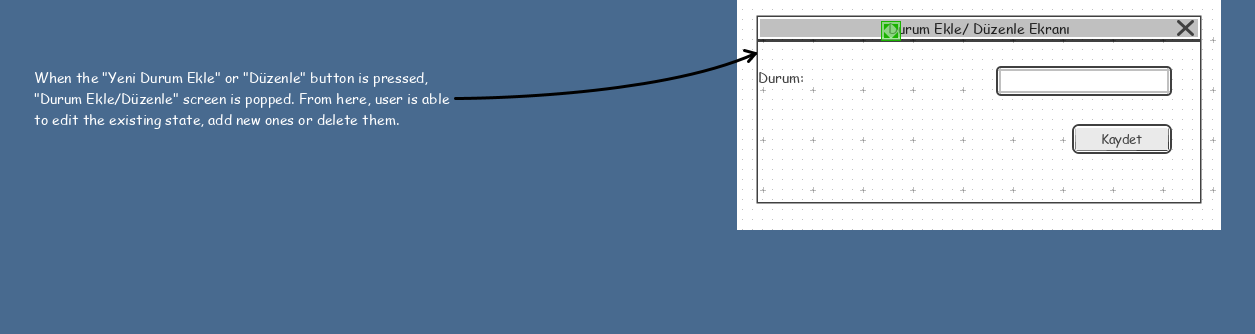 Durum Ekle/ Düzenle Ekranı
When the "Yeni Durum Ekle" or "Düzenle" button is pressed,
"Durum Ekle/Düzenle" screen is popped. From here, user is able
to edit the existing state, add new ones or delete them.
Durum:
Kaydet